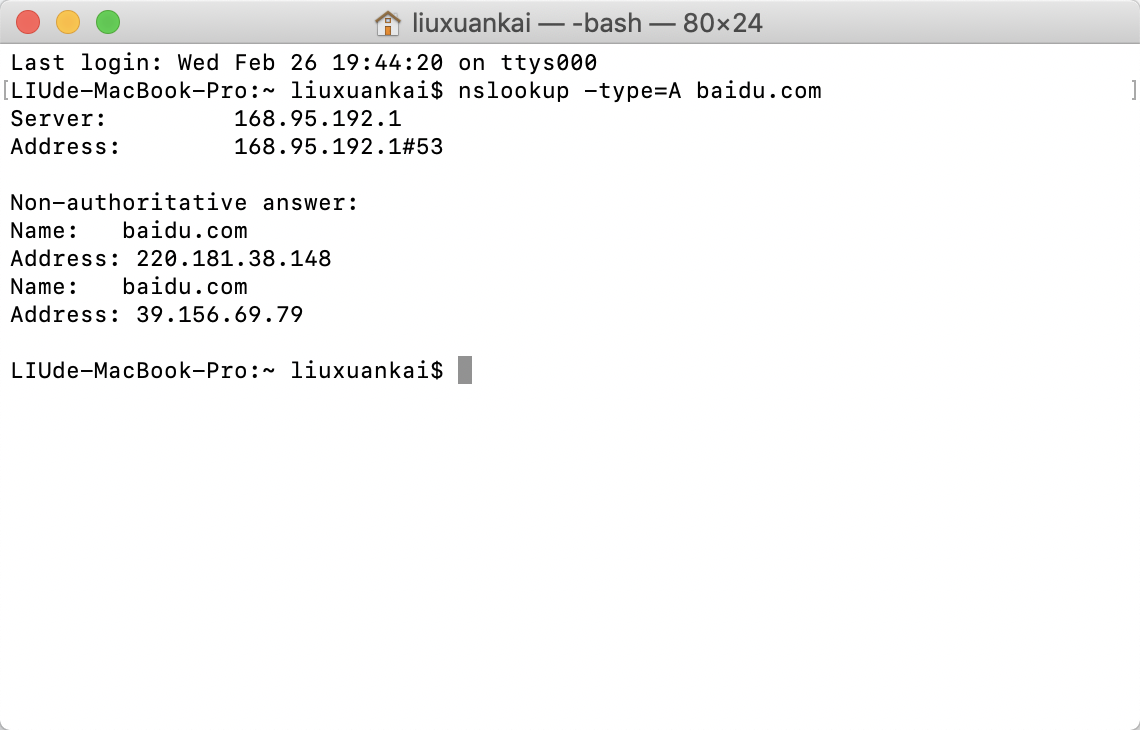 liuxuankai — -bash — 80×24
Last login: Wed Feb 26 19:44:20 on ttys000
[LIUde-MacBook-Pro:~ liuxuankai$ nslookup -type=A baidu.com ]
Server:		168.95.192.1
Address:	168.95.192.1#53
Non-authoritative answer:
Name:	baidu.com
Address: 220.181.38.148
Name:	baidu.com
Address: 39.156.69.79
LIUde-MacBook-Pro:~ liuxuankai$